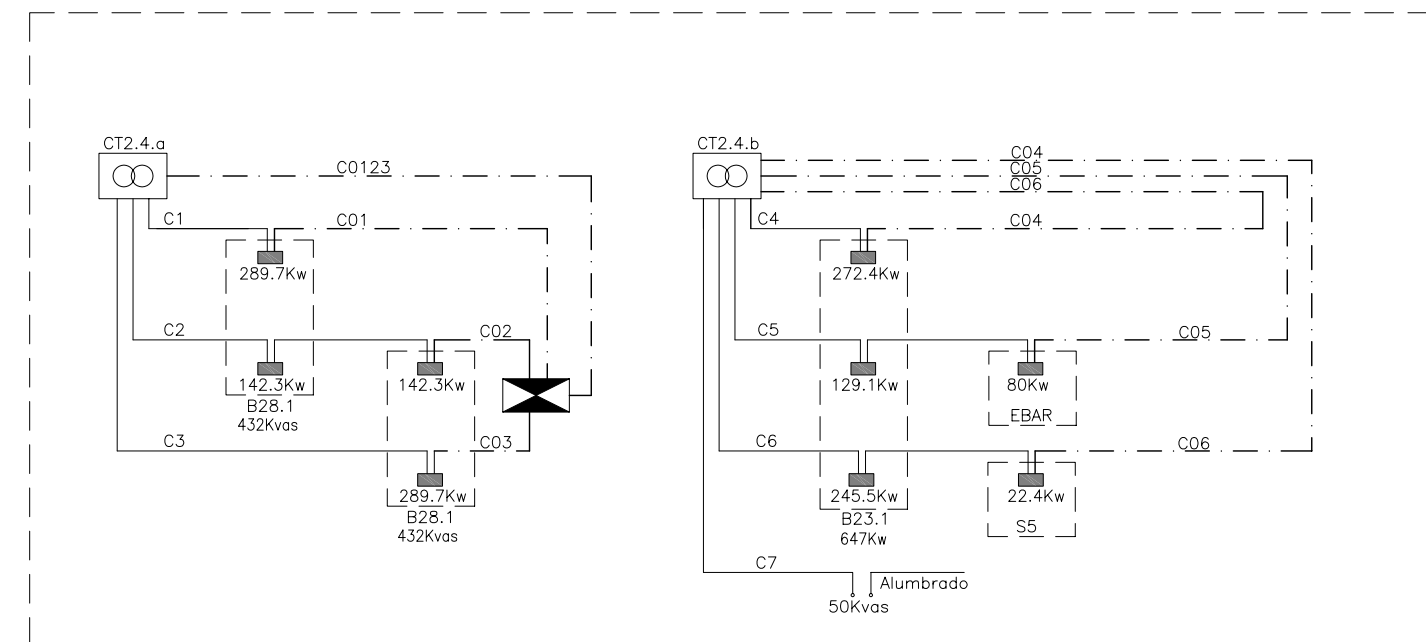 CT2.4.a
C0123
C1
C01
289.7Kw
C2
C02
142.3Kw
142.3Kw
B28.1
432Kvas
C3
C03
289.7Kw
B28.1
432Kvas
CT2.4.b
C04
C05
C06
C4
C04
272.4Kw
C5
C05
129.1Kw
80Kw
EBAR
C6
C06
245.5Kw
22.4Kw
B23.1
S5
647Kw
C7
Alumbrado
50Kvas